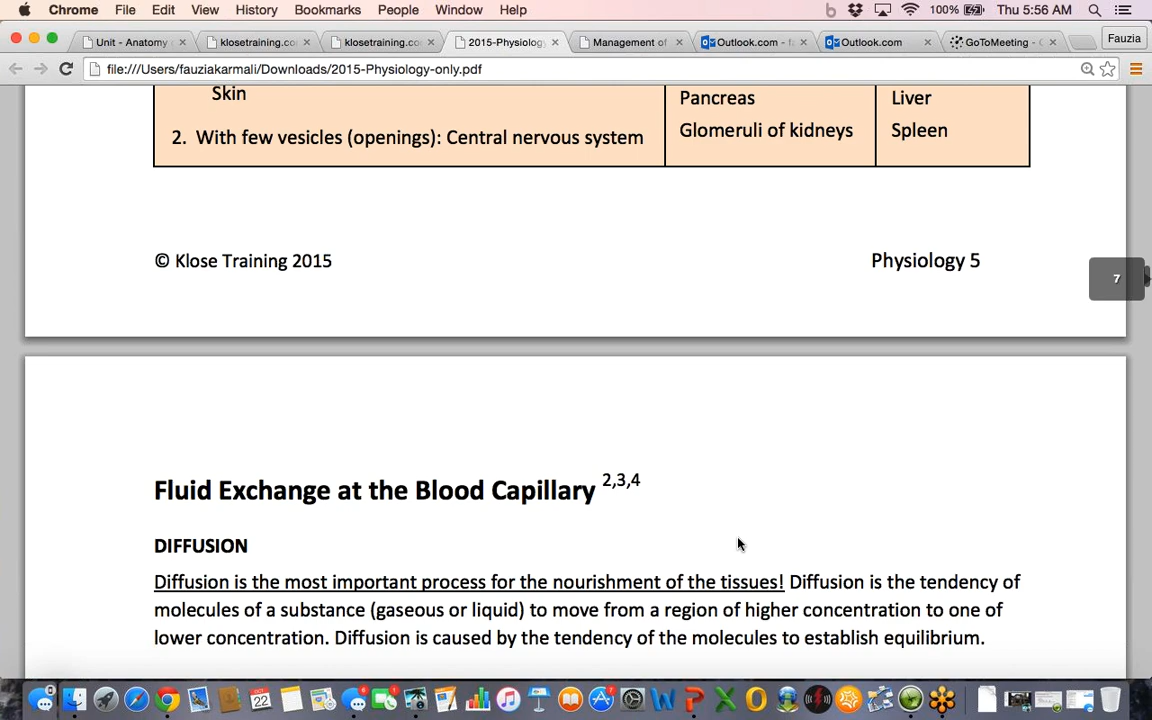 Chrome File Edit View History Bookmarks People Window Help 100% Thu 5:56 AM
Unit - Anatomy klosetraining.co klosetraining.co 2015-Physiology Management of Outlook.com - Outlook.com GoToMeeting - Fauzia
file:///Users/fauziakarmali/Downloads/2015-Physiology-only.pdf
Skin
2. With few vesicles (openings): Central nervous system
Pancreas
Glomeruli of kidneys
Liver
Spleen
© Klose Training 2015 Physiology 5
7
Fluid Exchange at the Blood Capillary 2,3,4
DIFFUSION
Diffusion is the most important process for the nourishment of the tissues! Diffusion is the tendency of
molecules of a substance (gaseous or liquid) to move from a region of higher concentration to one of
lower concentration. Diffusion is caused by the tendency of the molecules to establish equilibrium.